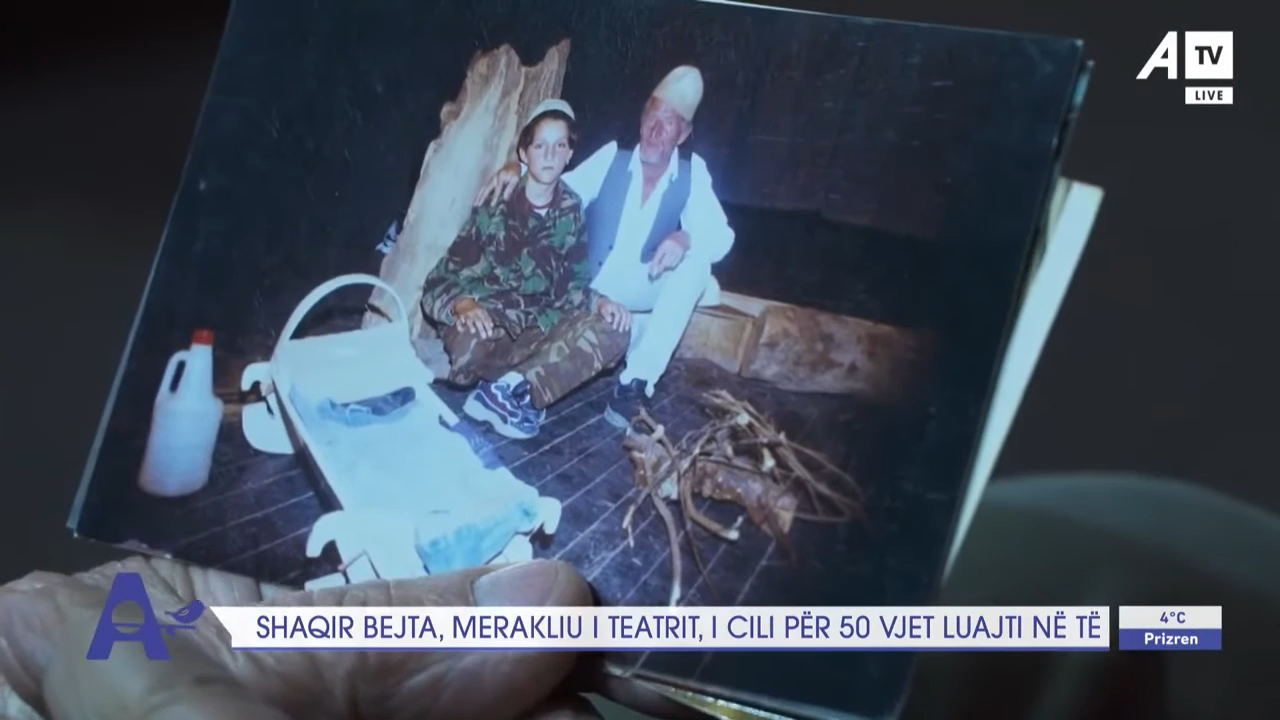 A TV
LIVE
A
SHAQIR BEJTA, MERAKLIU I TEATRIT, I CILI PËR 50 VJET LUAJTI NË TË
4°C
Prizren